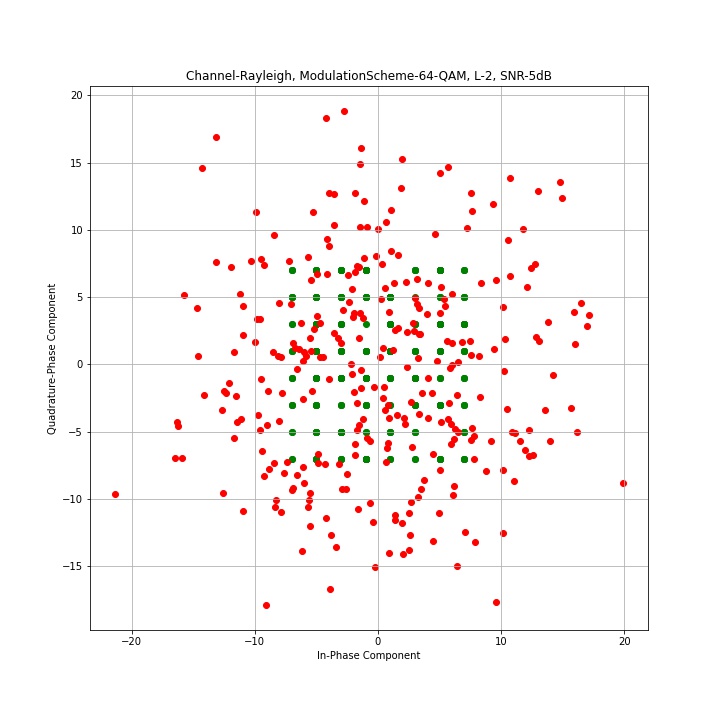 Channel-Rayleigh, ModulationScheme-64-QAM, L-2, SNR-5dB
20
15
10
5
0
−5
−10
−15
Quadrature-Phase Component
−20 −10 0 10 20
In-Phase Component